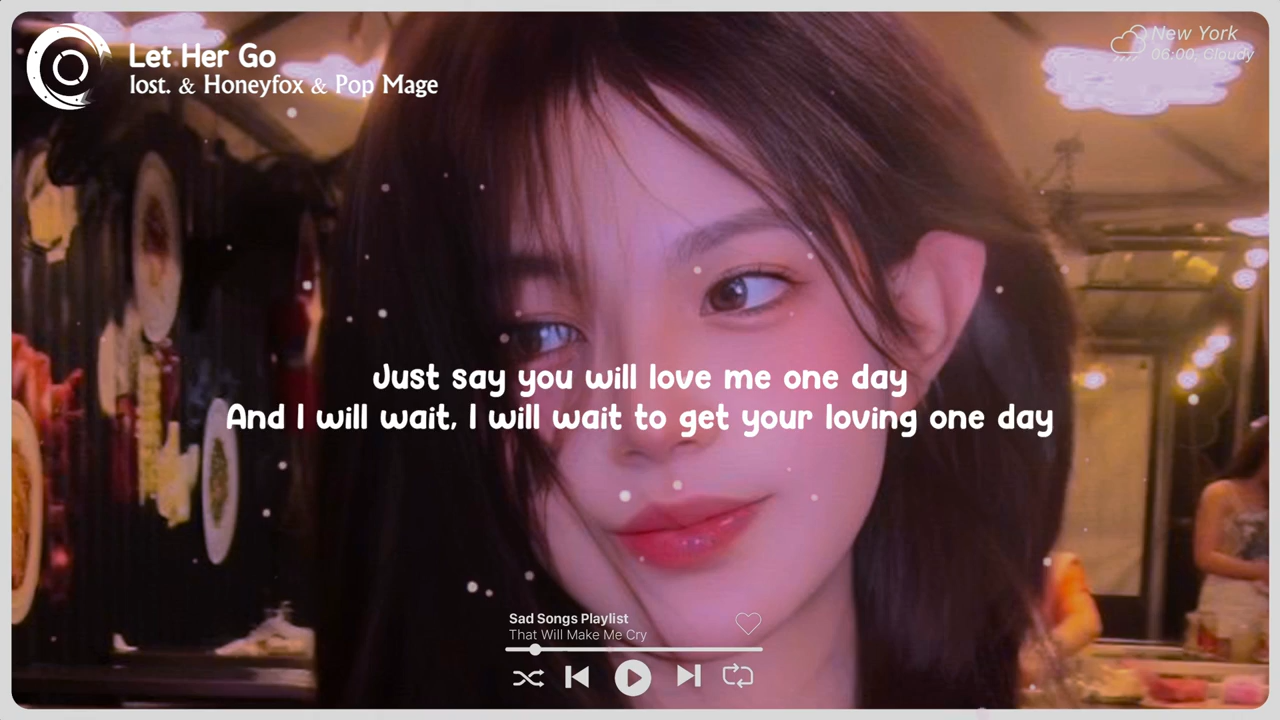 Let Her Go
lost. & Honeyfox & Pop Mage
New York
06:00, Cloudy
Just say you will love me one day
And I will wait, I will wait to get your loving one day
Sad Songs Playlist
That Will Make Me Cry